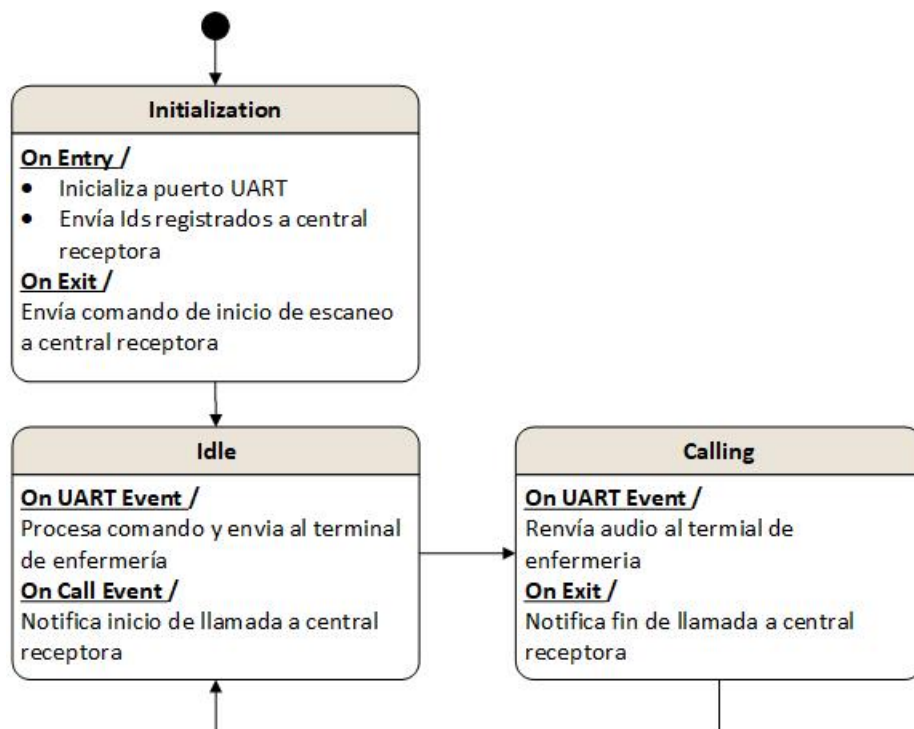 Initialization
On Entry /
• Inicializa puerto UART
• Envía Ids registrados a central
receptora
On Exit /
Envía comando de inicio de escaneo
a central receptora
Idle
On UART Event /
Procesa comando y envia al terminal
de enfermería
On Call Event /
Notifica inicio de llamada a central
receptora
Calling
On UART Event /
Renvía audio al termial de
enfermeria
On Exit /
Notifica fin de llamada a central
receptora